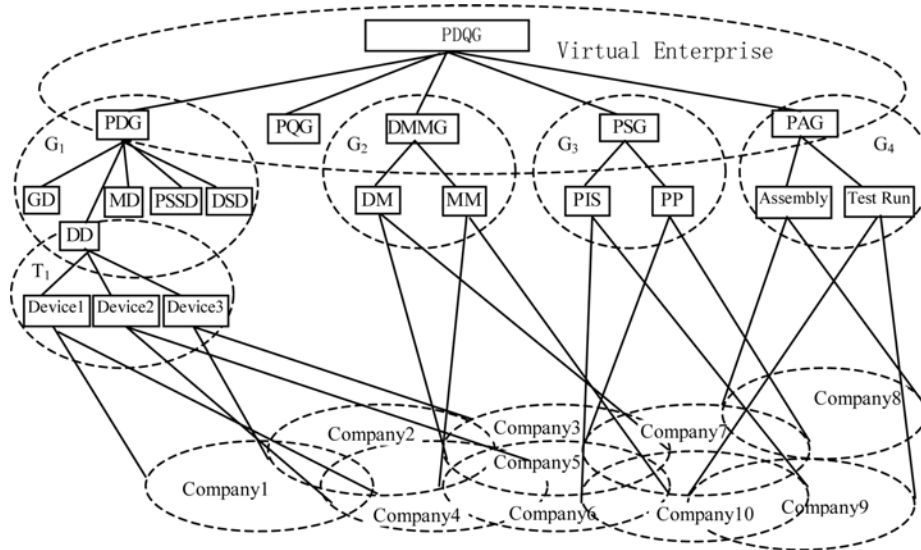 PDQG
Virtual Enterprise
PDG
PQG
DMMG
PSG
PAG
G1
G2
G3
G4
GD
MD
PSSD
DSD
DM
MM
PIS
PP
Assembly
Test Run
DD
T1
Device1
Device2
Device3
Company8
Company2
Company3
Company7
Company5
Company1
Company4
Company6
Company10
Company9